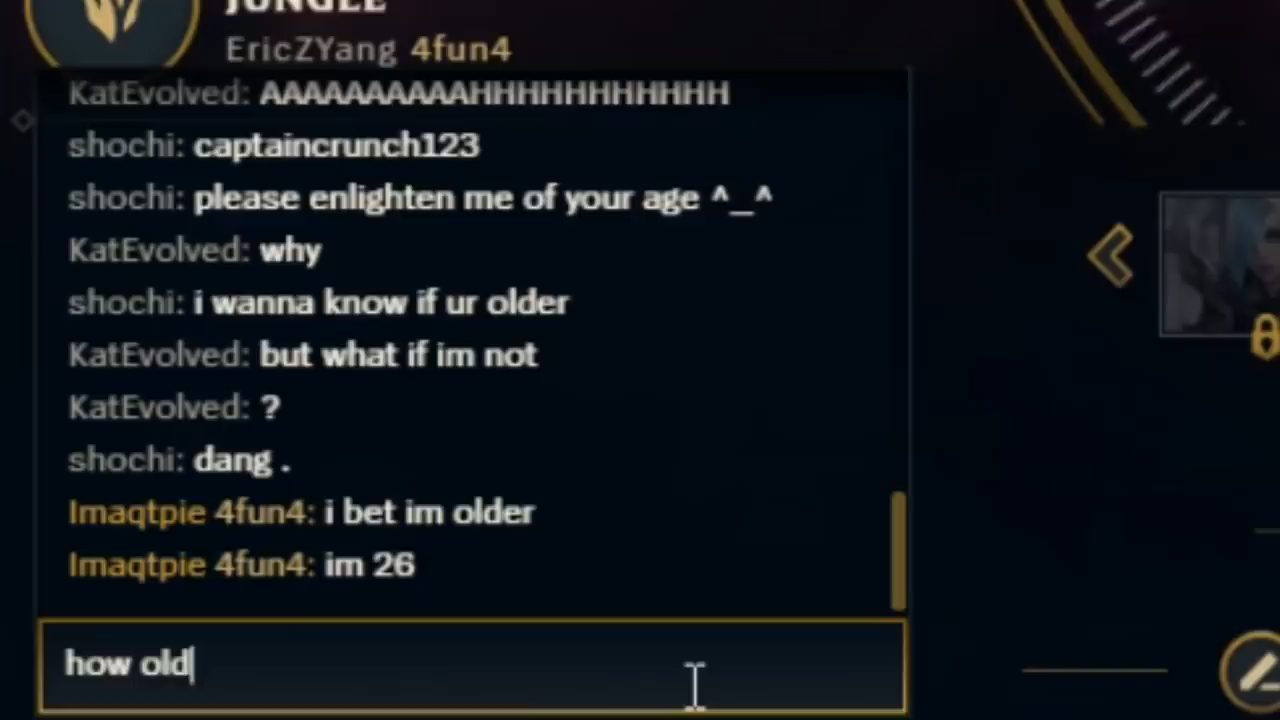 JUNGLE
EricZYang 4fun4
KatEvolved: AAAAAAAAAAHHHHHHHHHHHH
shochi: captaincrunch123
shochi: please enlighten me of your age ^_^
KatEvolved: why
shochi: i wanna know if ur older
KatEvolved: but what if im not
KatEvolved: ?
shochi: dang .
Imaqtpie 4fun4: i bet im older
Imaqtpie 4fun4: im 26
how old